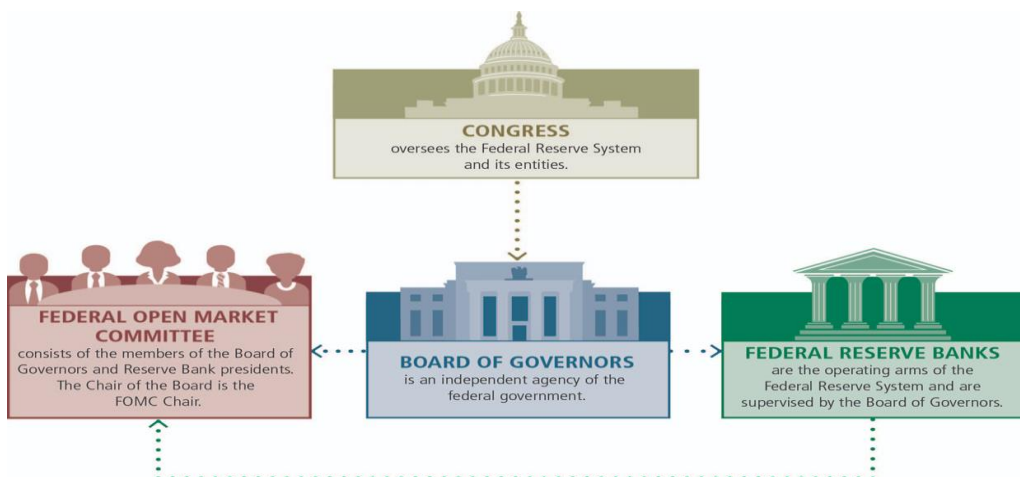 CONGRESS
oversees the Federal Reserve System
and its entities.
FEDERAL OPEN MARKET
COMMITTEE
consists of the members of the Board of
Governors and Reserve Bank presidents.
The Chair of the Board is the
FOMC Chair.
BOARD OF GOVERNORS
is an independent agency of the
federal government.
FEDERAL RESERVE BANKS
are the operating arms of the
Federal Reserve System and are
supervised by the Board of Governors.